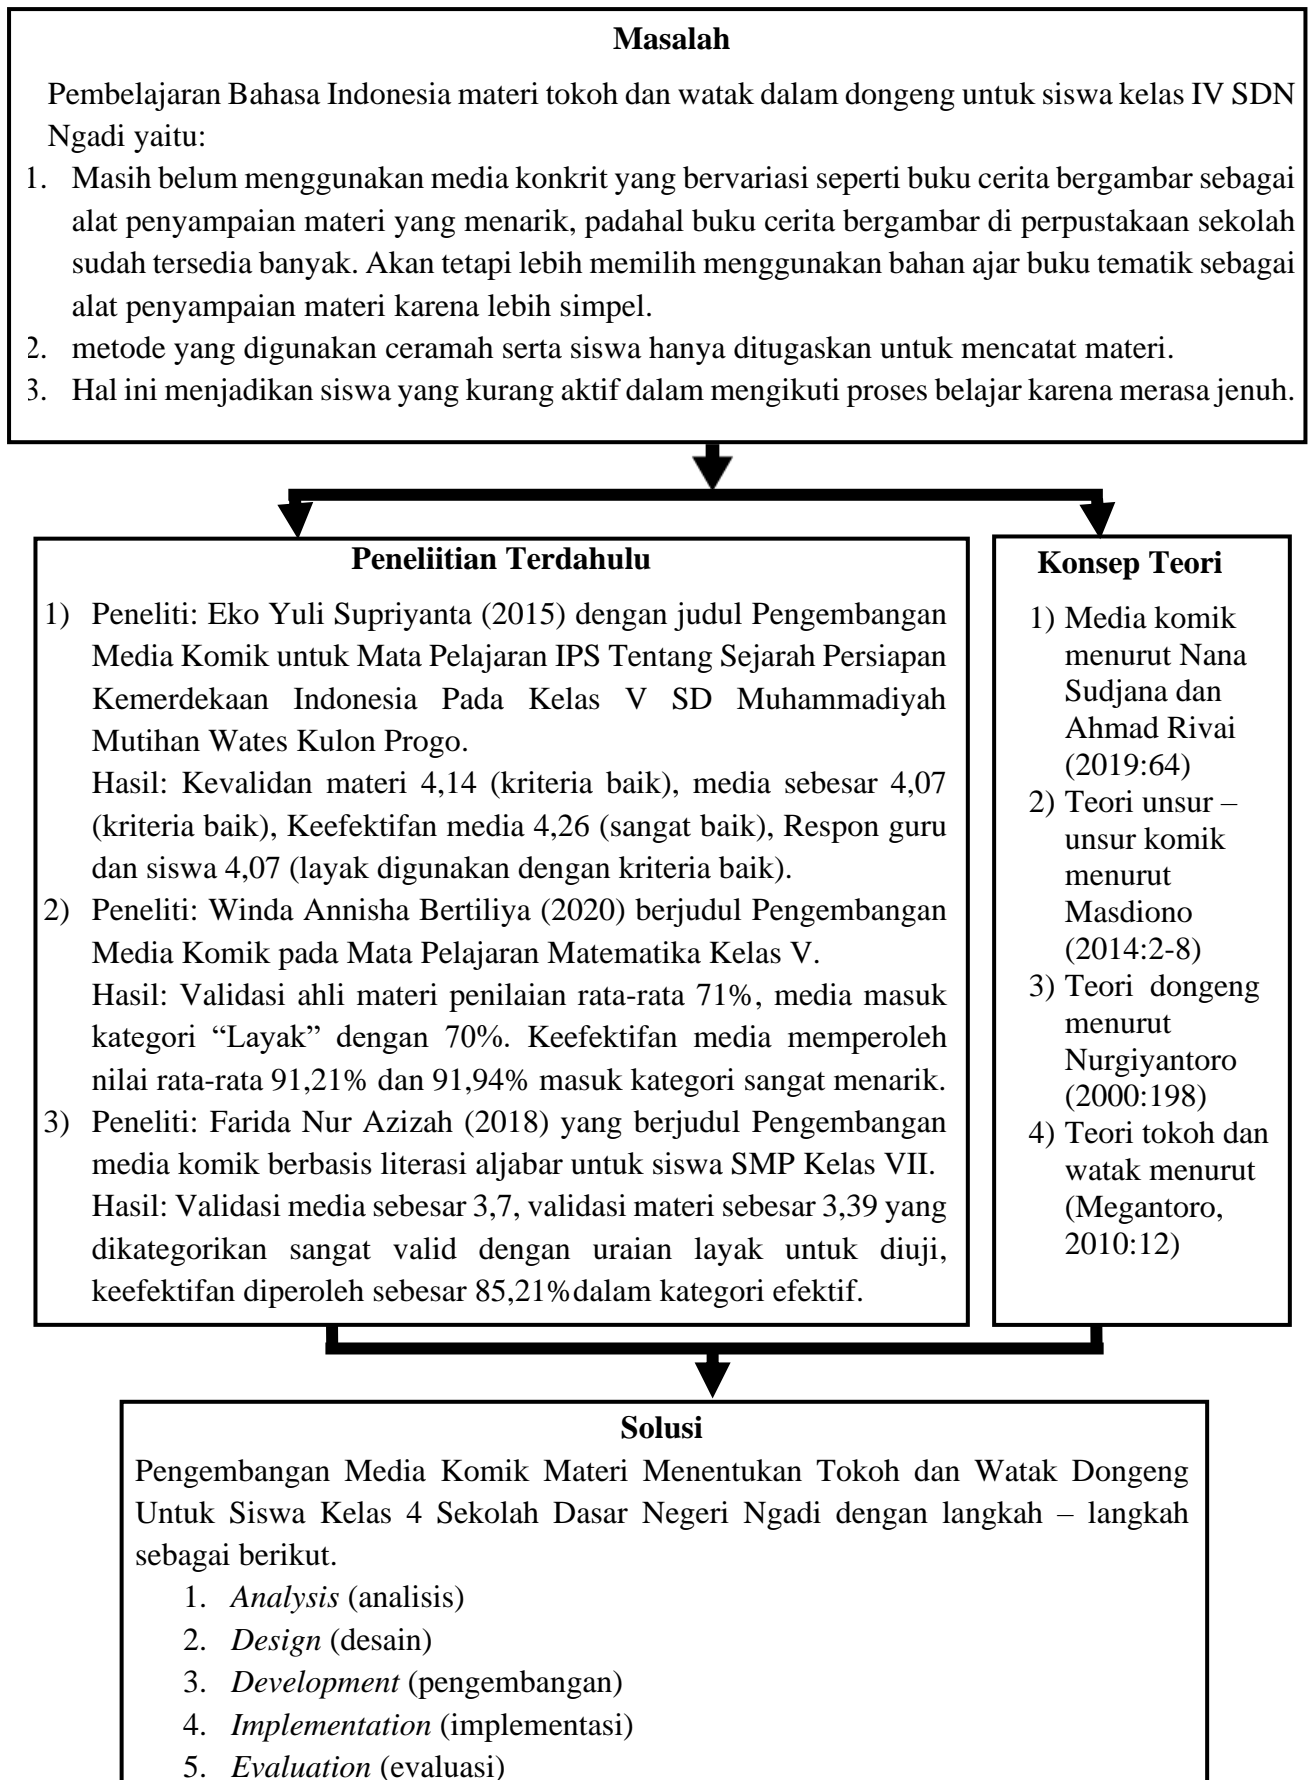 Masalah
Pembelajaran Bahasa Indonesia materi tokoh dan watak dalam dongeng untuk siswa kelas IV SDN
Ngadi yaitu:
1. Masih belum menggunakan media konkrit yang bervariasi seperti buku cerita bergambar sebagai
alat penyampaian materi yang menarik, padahal buku cerita bergambar di perpustakaan sekolah
sudah tersedia banyak. Akan tetapi lebih memilih menggunakan bahan ajar buku tematik sebagai
alat penyampaian materi karena lebih simpel.
2. metode yang digunakan ceramah serta siswa hanya ditugaskan untuk mencatat materi.
3. Hal ini menjadikan siswa yang kurang aktif dalam mengikuti proses belajar karena merasa jenuh.
Peneliitian Terdahulu
1) Peneliti: Eko Yuli Supriyanta (2015) dengan judul Pengembangan
Media Komik untuk Mata Pelajaran IPS Tentang Sejarah Persiapan
Kemerdekaan Indonesia Pada Kelas V SD Muhammadiyah
Mutihan Wates Kulon Progo.
Hasil: Kevalidan materi 4,14 (kriteria baik), media sebesar 4,07
(kriteria baik), Keefektifan media 4,26 (sangat baik), Respon guru
dan siswa 4,07 (layak digunakan dengan kriteria baik).
2) Peneliti: Winda Annisha Bertiliya (2020) berjudul Pengembangan
Media Komik pada Mata Pelajaran Matematika Kelas V.
Hasil: Validasi ahli materi penilaian rata-rata 71%, media masuk
kategori “Layak” dengan 70%. Keefektifan media memperoleh
nilai rata-rata 91,21% dan 91,94% masuk kategori sangat menarik.
3) Peneliti: Farida Nur Azizah (2018) yang berjudul Pengembangan
media komik berbasis literasi aljabar untuk siswa SMP Kelas VII.
Hasil: Validasi media sebesar 3,7, validasi materi sebesar 3,39 yang
dikategorikan sangat valid dengan uraian layak untuk diuji,
keefektifan diperoleh sebesar 85,21% dalam kategori efektif.
Konsep Teori
1) Media komik
menurut Nana
Sudjana dan
Ahmad Rivai
(2019:64)
2) Teori unsur –
unsur komik
menurut
Masdiono
(2014:2-8)
3) Teori dongeng
menurut
Nurgiyantoro
(2000:198)
4) Teori tokoh dan
watak menurut
(Megantoro,
2010:12)
Solusi
Pengembangan Media Komik Materi Menentukan Tokoh dan Watak Dongeng
Untuk Siswa Kelas 4 Sekolah Dasar Negeri Ngadi dengan langkah – langkah
sebagai berikut.
1. Analysis (analisis)
2. Design (desain)
3. Development (pengembangan)
4. Implementation (implementasi)
5. Evaluation (evaluasi)